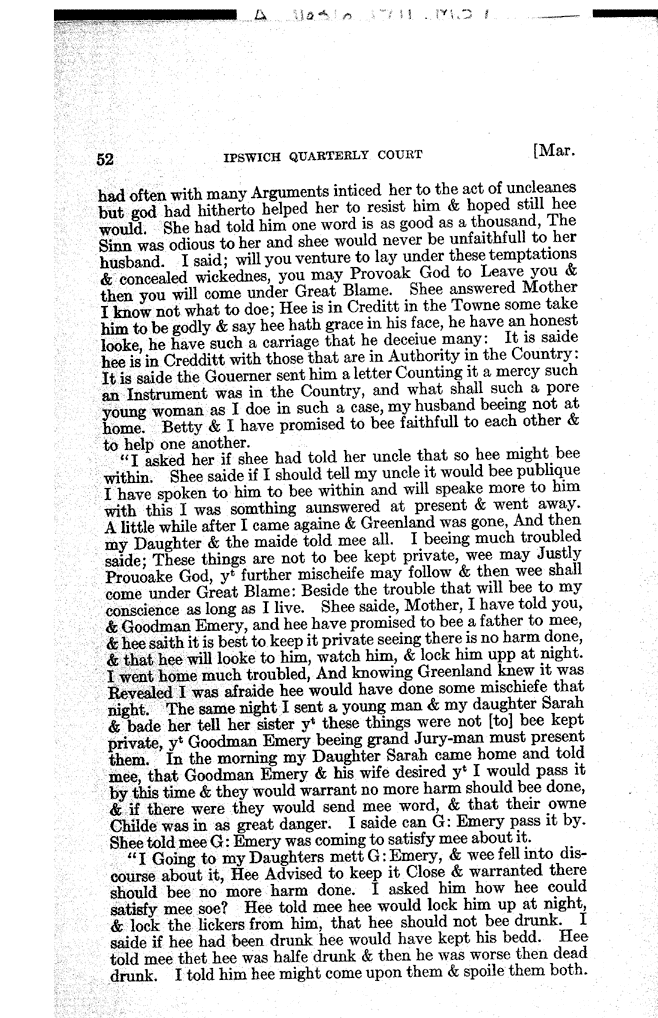 52 IPSWICH QUARTERLY COURT [Mar.
had often with many Arguments inticed her to the act of uncleanes
but god had hitherto helped her to resist him & hoped still hee
would. She had told him one word is as good as a thousand, The
Sinn was odious to her and shee would never be unfaithfull to her
husband. I said; will you venture to lay under these temptations
& concealed wickednes, you may Provoak God to Leave you &
then you will come under Great Blame. Shee answered Mother
I know not what to doe; Hee is in Creditt in the Towne some take
him to be godly & say hee hath grace in his face, he have an honest
looke, he have such a carriage that he deceiue many: It is saide
hee is in Credditt with those that are in Authority in the Country:
It is saide the Gouerner sent him a letter Counting it a mercy such
an Instrument was in the Country, and what shall such a pore
young woman as I doe in such a case, my husband beeing not at
home. Betty & I have promised to bee faithfull to each other &
to help one another.
"I asked her if shee had told her uncle that so hee might bee
within. Shee saide if I should tell my uncle it would bee publique
I have spoken to him to bee within and will speake more to him
with this I was somthing aunswered at present & went away.
A little while after I came againe & Greenland was gone, And then
my Daughter & the maide told mee all. I beeing much troubled
saide; These things are not to bee kept private, wee may Justly
Prouoake God, yᵗ further mischeife may follow & then wee shall
come under Great Blame: Beside the trouble that will bee to my
conscience as long as I live. Shee saide, Mother, I have told you,
& Goodman Emery, and hee have promised to bee a father to mee,
& hee saith it is best to keep it private seeing there is no harm done,
& that hee will looke to him, watch him, & lock him upp at night.
I went home much troubled, And knowing Greenland knew it was
Revealed I was afraide hee would have done some mischiefe that
night. The same night I sent a young man & my daughter Sarah
& bade her tell her sister yᵗ these things were not [to] bee kept
private, yᵗ Goodman Emery beeing grand Jury-man must present
them. In the morning my Daughter Sarah came home and told
mee, that Goodman Emery & his wife desired yᵗ I would pass it
by this time & they would warrant no more harm should bee done,
& if there were they would send mee word, & that their owne
Childe was in as great danger. I saide can G: Emery pass it by.
Shee told mee G: Emery was coming to satisfy mee about it.
"I Going to my Daughters mett G: Emery, & wee fell into dis-
course about it, Hee Advised to keep it Close & warranted there
should bee no more harm done. I asked him how hee could
satisfy mee soe? Hee told mee hee would lock him up at night,
& lock the lickers from him, that hee should not bee drunk. I
saide if hee had been drunk hee would have kept his bedd. Hee
told mee thet hee was halfe drunk & then he was worse then dead
drunk. I told him hee might come upon them & spoile them both.